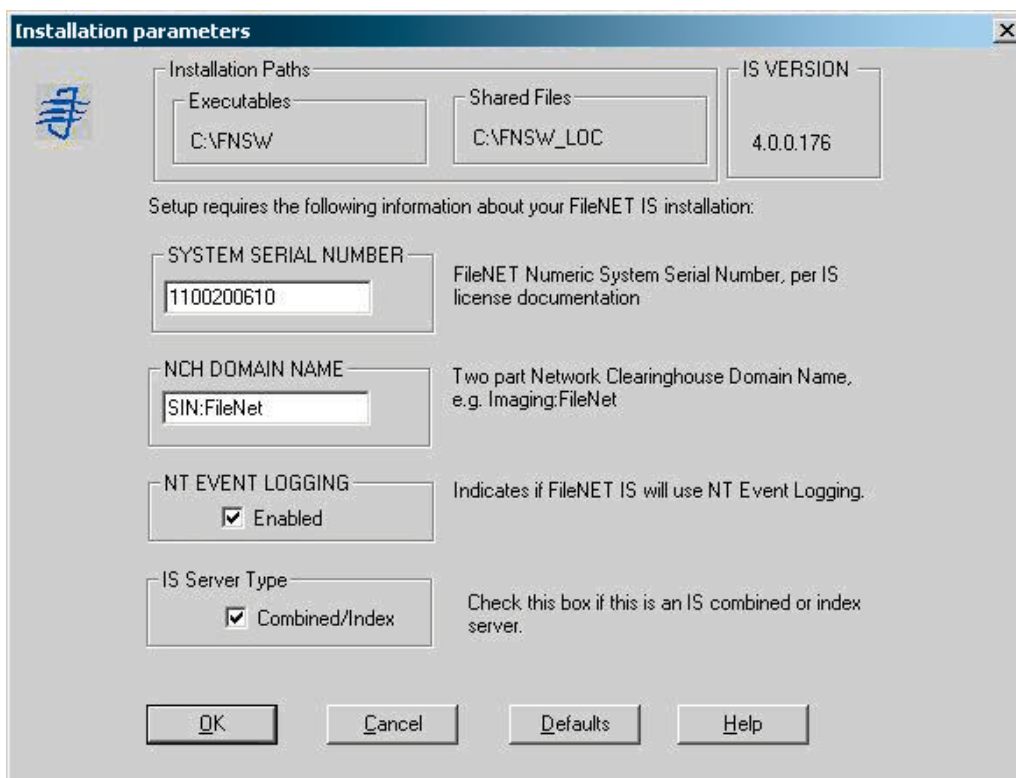 Installation parameters
Installation Paths
Executables
C:\FNSW
Shared Files
C:\FNSW_LOC
IS VERSION
4.0.0.176
Setup requires the following information about your FileNET IS installation:
SYSTEM SERIAL NUMBER
1100200610
FileNET Numeric System Serial Number, per IS
license documentation
NCH DOMAIN NAME
SIN:FileNet
Two part Network Clearinghouse Domain Name,
e.g. Imaging:FileNet
NT EVENT LOGGING
Enabled
Indicates if FileNET IS will use NT Event Logging.
IS Server Type
Combined/Index
Check this box if this is an IS combined or index
server.
OK
Cancel
Defaults
Help